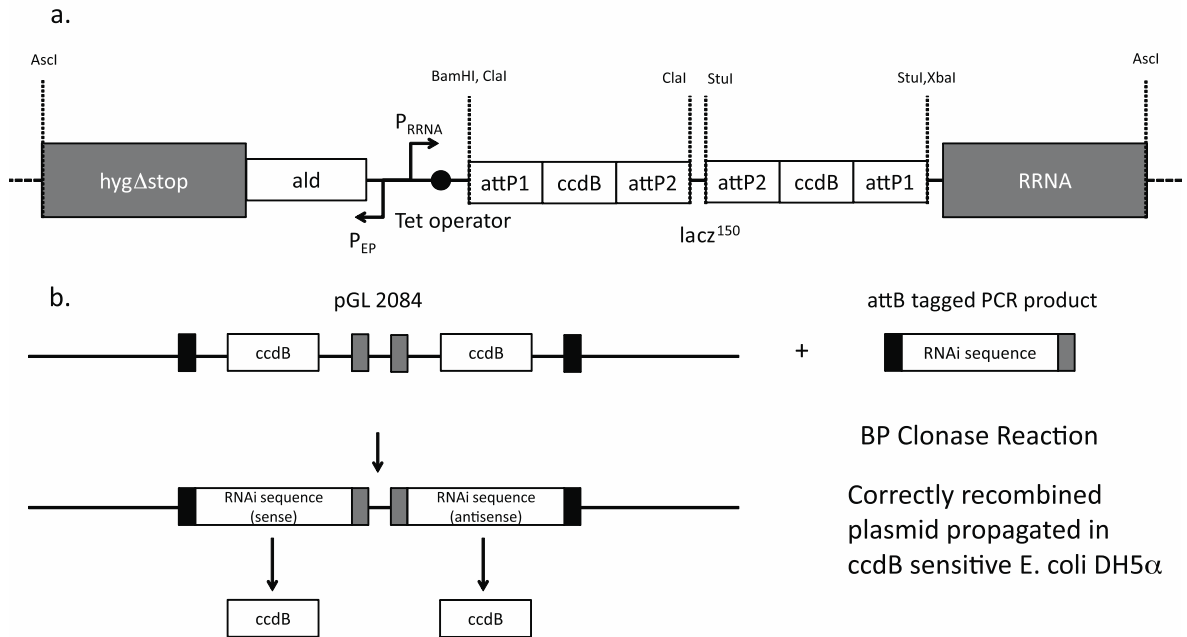 a.
AscI
BamHI, ClaI
ClaI
StuI
StuI,XbaI
AscI
P_RRNA
hygΔstop
ald
attP1
ccdB
attP2
attP2
ccdB
attP1
RRNA
Tet operator
P_EP
lacz¹⁵⁰
b.
pGL 2084
attB tagged PCR product
ccdB
ccdB
+
RNAi sequence
BP Clonase Reaction
RNAi sequence
(sense)
RNAi sequence
(antisense)
Correctly recombined
plasmid propagated in
ccdB sensitive E. coli DH5α
ccdB
ccdB